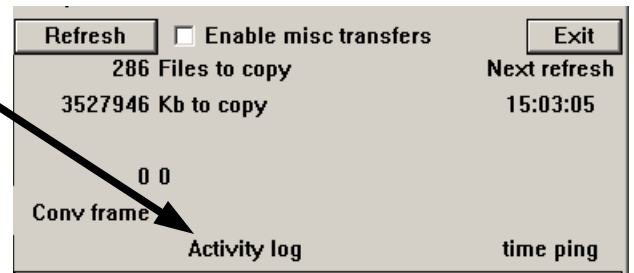 Refresh Enable misc transfers Exit
286 Files to copy Next refresh
3527946 Kb to copy 15:03:05
0 0
Conv frame
Activity log time ping